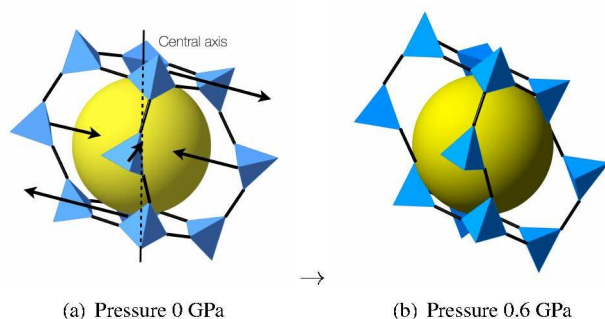 Central axis
→
(a) Pressure 0 GPa
(b) Pressure 0.6 GPa